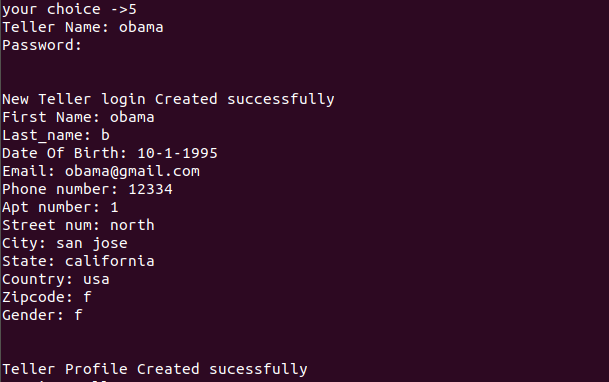 your choice ->5
Teller Name: obama
Password:
New Teller login Created successfully
First Name: obama
Last_name: b
Date Of Birth: 10-1-1995
Email: obama@gmail.com
Phone number: 12334
Apt number: 1
Street num: north
City: san jose
State: california
Country: usa
Zipcode: f
Gender: f
Teller Profile Created sucessfully